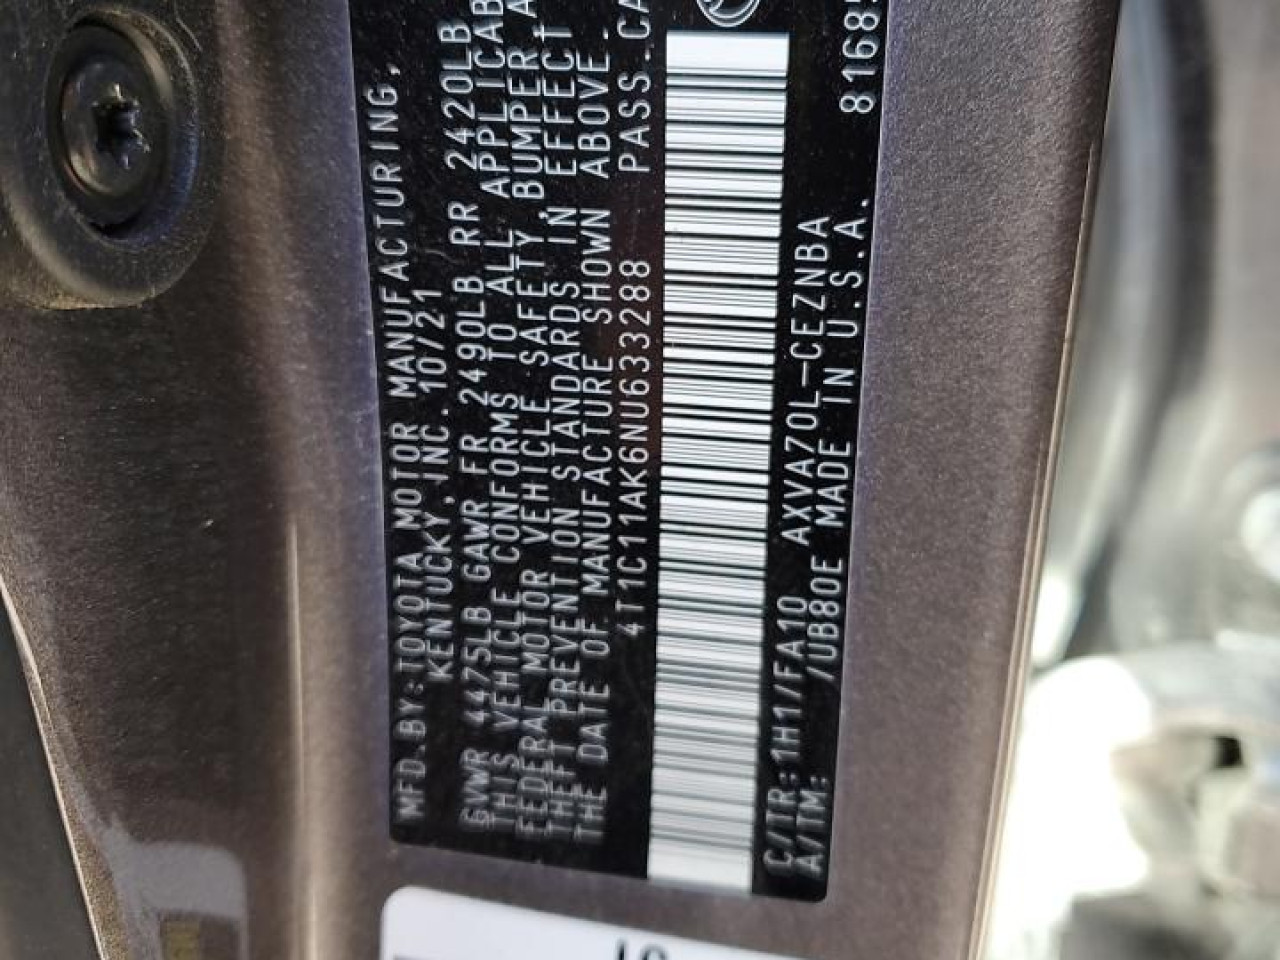 MFD.BY:TOYOTA MOTOR MANUFACTURING,
KENTUCKY,INC. 10/21
GVWR 4475LB GAWR FR 2490LB RR 2420LB
THIS VEHICLE CONFORMS TO ALL APPLICAB
FEDERAL MOTOR VEHICLE SAFETY, BUMPER A
THEFT PREVENTION STANDARDS IN EFFECT
THE DATE OF MANUFACTURE SHOWN ABOVE.
4T1C11AK6NU633288 PASS.CA
C/TR:1H1/FA10 AXVA70L-CEZNBA
A/TM: /UB80E MADE IN U.S.A. 8168